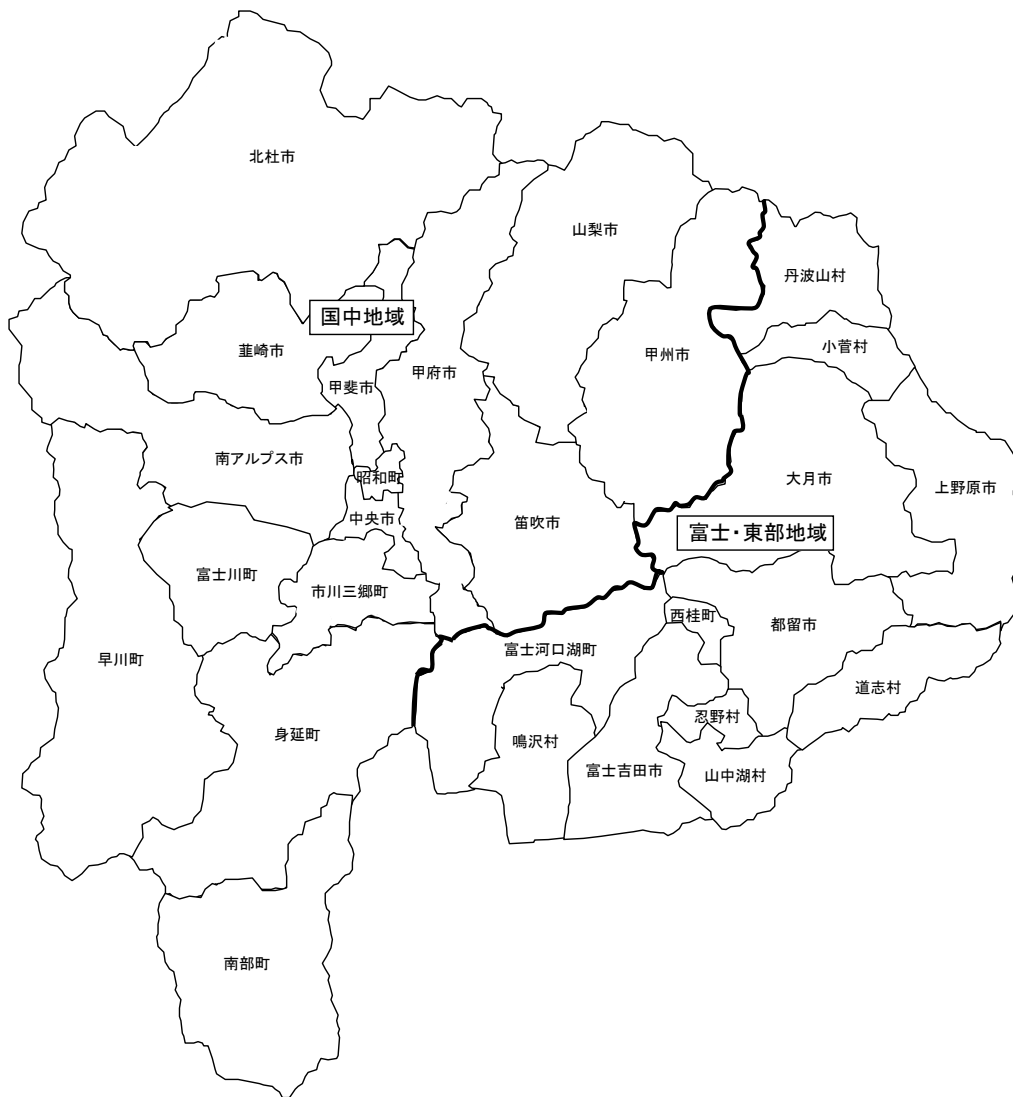 北杜市
山梨市
丹波山村
国中地域
小菅村
韮崎市
甲州市
甲府市
甲斐市
南アルプス市
昭和町
大月市
上野原市
中央市
笛吹市
富士・東部地域
富士川町
市川三郷町
西桂町
都留市
富士河口湖町
早川町
道志村
忍野村
身延町
鳴沢村
富士吉田市
山中湖村
南部町